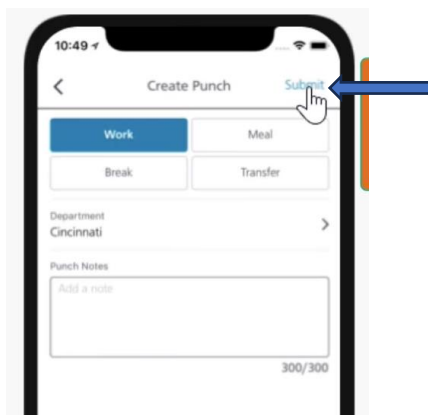 10:49
Create Punch Submit
Work Meal
Break Transfer
Department
Cincinnati
Punch Notes
Add a note
300/300